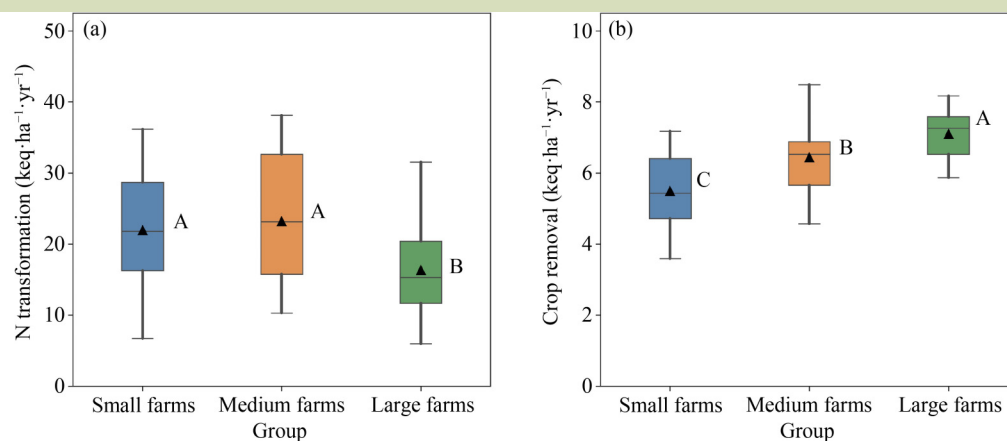 (a)
N transformation (keq·ha⁻¹·yr⁻¹)
50
40
30
20
10
0
A
A
B
Small farms Medium farms Large farms
Group
(b)
Crop removal (keq·ha⁻¹·yr⁻¹)
10
8
6
4
2
0
C
B
A
Small farms Medium farms Large farms
Group